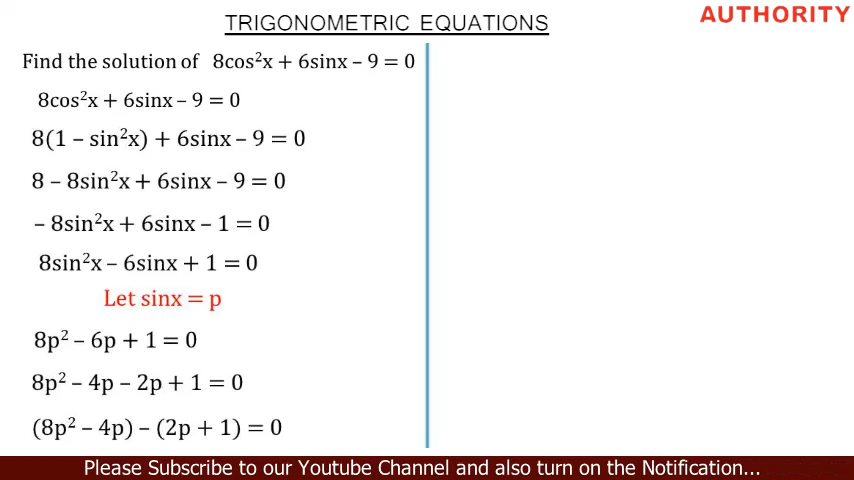 TRIGONOMETRIC EQUATIONS
AUTHORITY
Find the solution of 8cos²x + 6sinx – 9 = 0
8cos²x + 6sinx – 9 = 0
8(1 – sin²x) + 6sinx – 9 = 0
8 – 8sin²x + 6sinx – 9 = 0
– 8sin²x + 6sinx – 1 = 0
8sin²x – 6sinx + 1 = 0
Let sinx = p
8p² – 6p + 1 = 0
8p² – 4p – 2p + 1 = 0
(8p² – 4p) – (2p + 1) = 0
Please Subscribe to our Youtube Channel and also turn on the Notification...